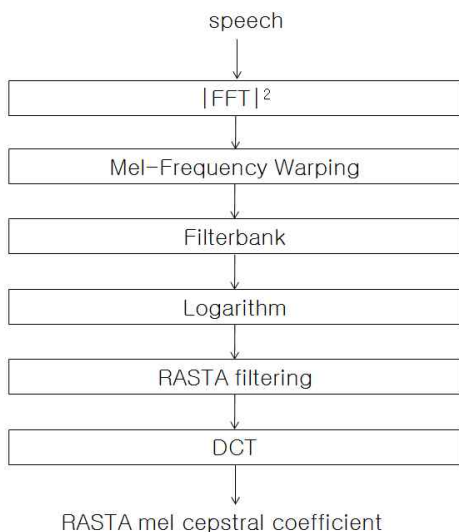 speech
|FFT|²
Mel-Frequency Warping
Filterbank
Logarithm
RASTA filtering
DCT
RASTA mel cepstral coefficient